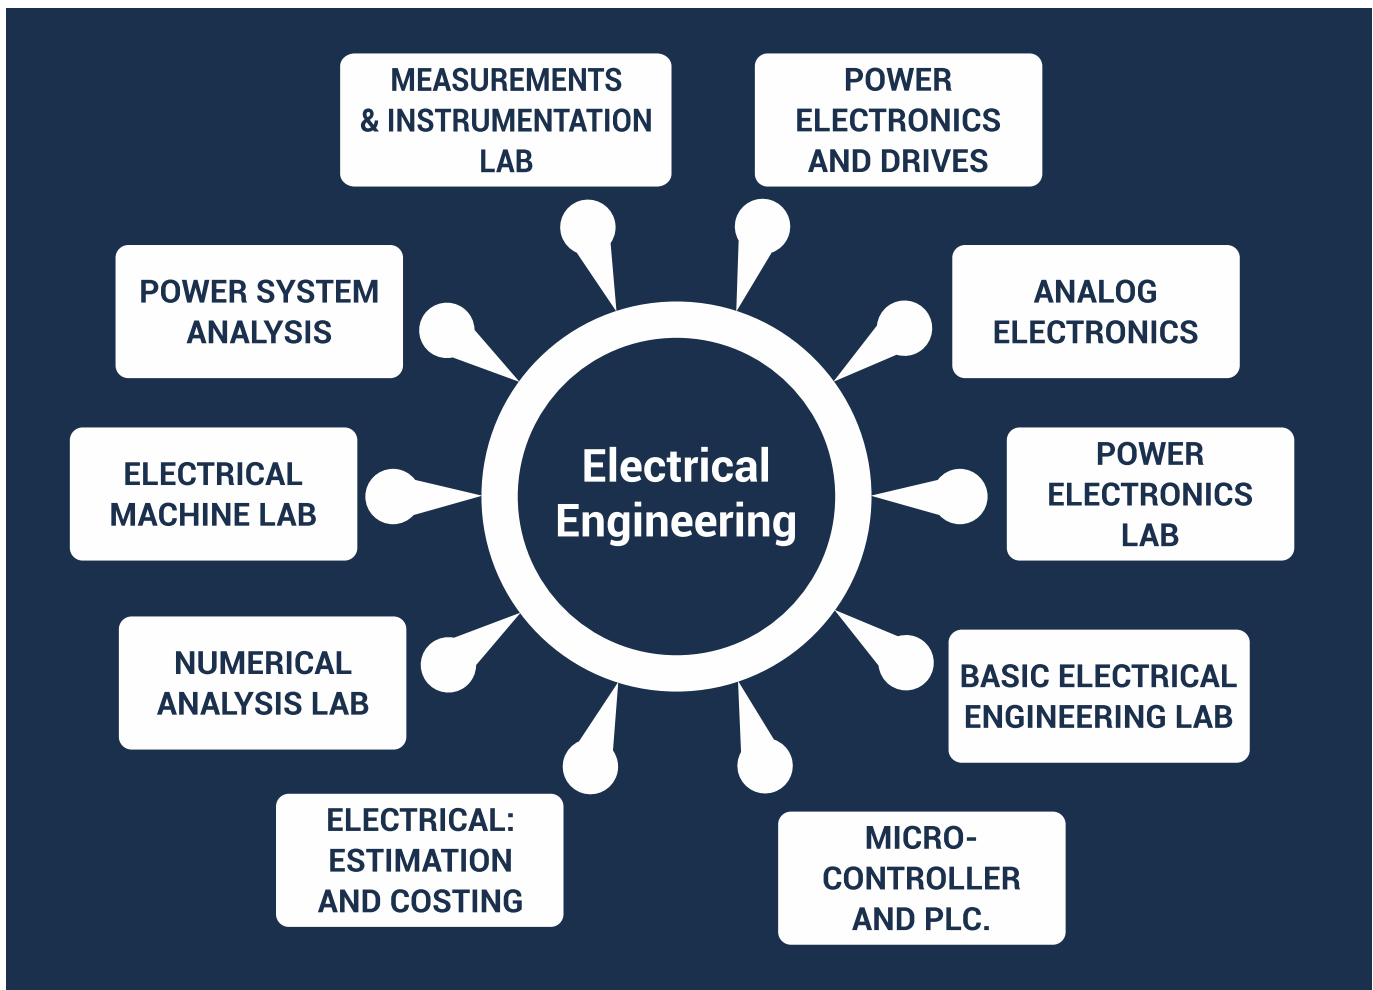 MEASUREMENTS
& INSTRUMENTATION
LAB
POWER
ELECTRONICS
AND DRIVES
POWER SYSTEM
ANALYSIS
ANALOG
ELECTRONICS
ELECTRICAL
MACHINE LAB
Electrical
Engineering
POWER
ELECTRONICS
LAB
NUMERICAL
ANALYSIS LAB
BASIC ELECTRICAL
ENGINEERING LAB
ELECTRICAL:
ESTIMATION
AND COSTING
MICRO-
CONTROLLER
AND PLC.